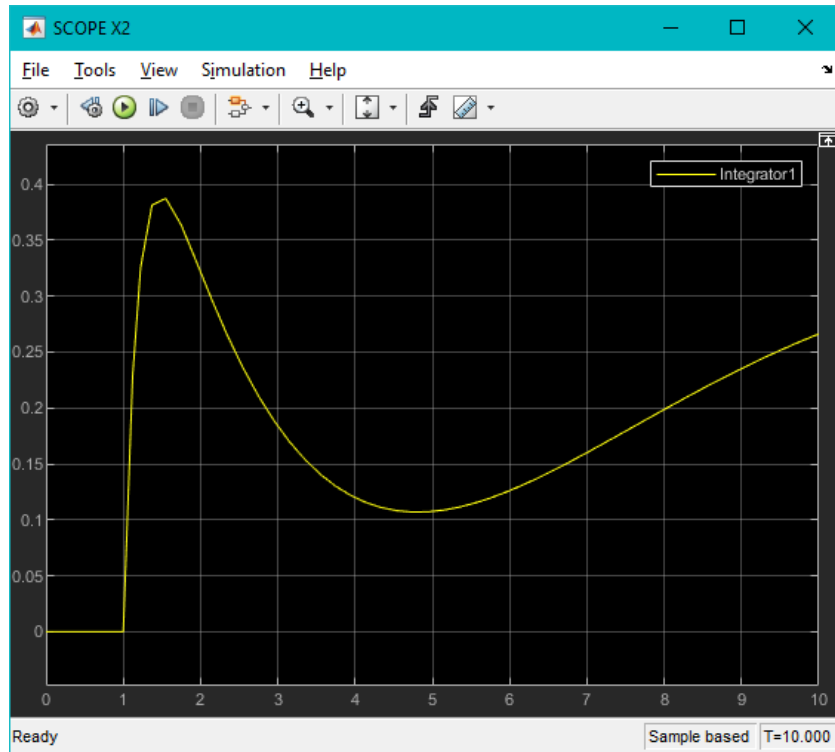 SCOPE X2
File Tools View Simulation Help
Integrator1
0.4
0.35
0.3
0.25
0.2
0.15
0.1
0.05
0
0 1 2 3 4 5 6 7 8 9 10
Ready Sample based T=10.000